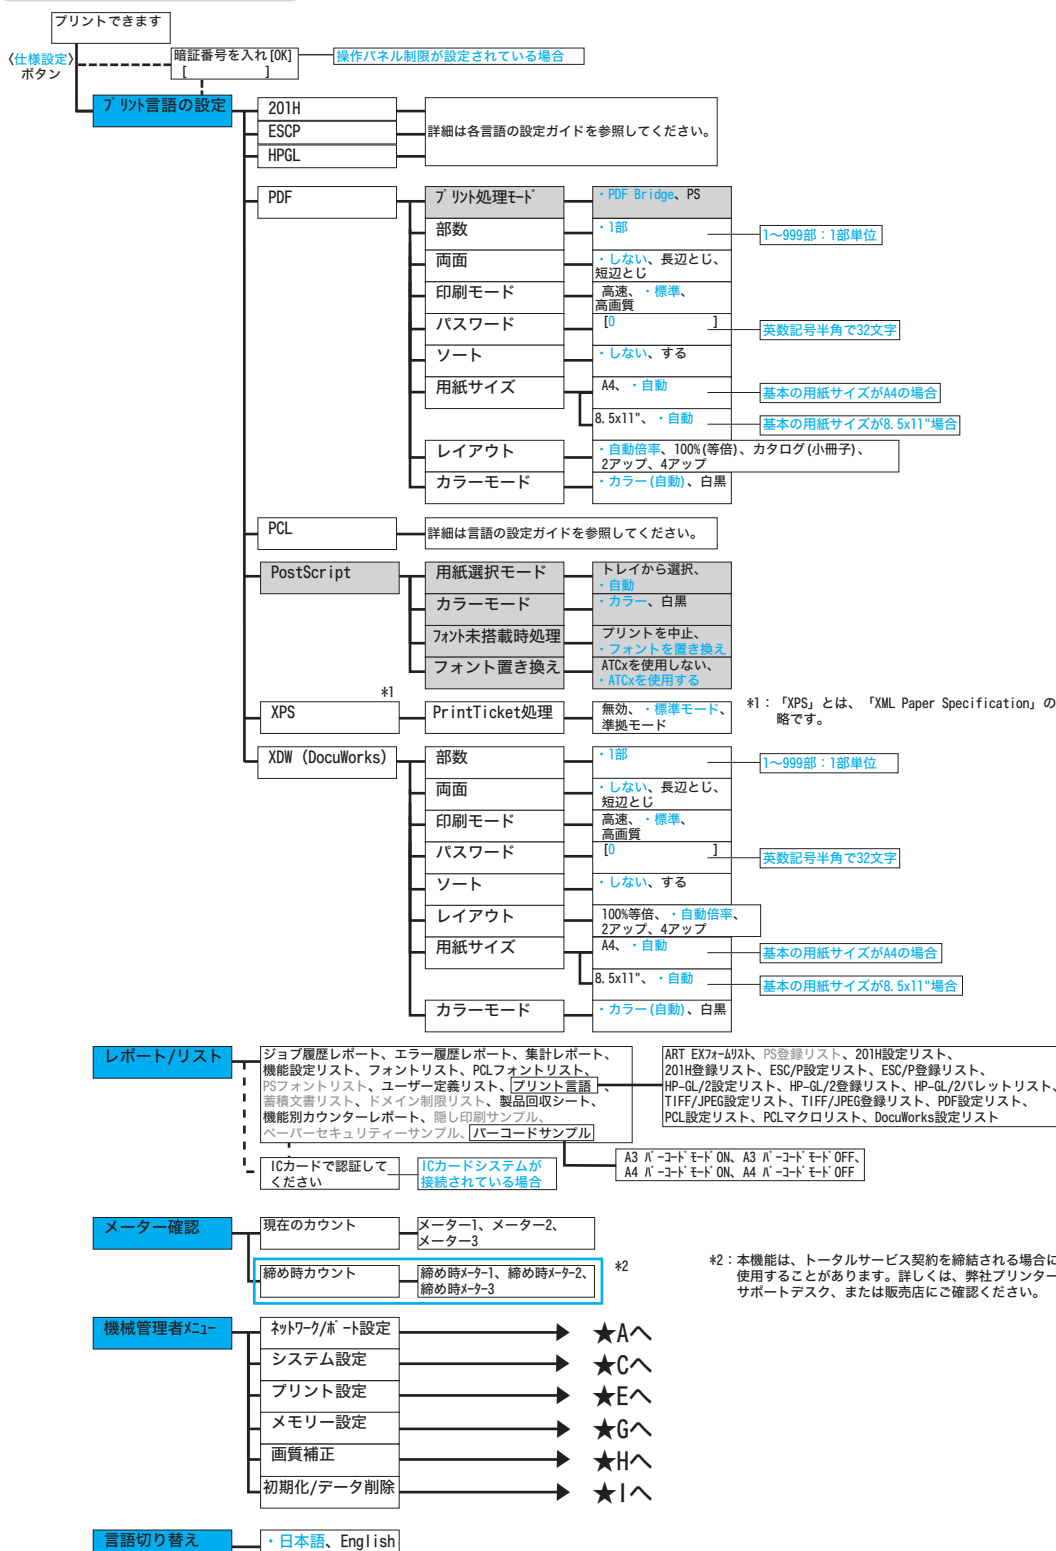 プリントできます
〈仕様設定〉
ボタン
暗証番号を入れ[OK]
[ ]
操作パネル制限が設定されている場合
プリント言語の設定
201H
ESCP
HPGL
詳細は各言語の設定ガイドを参照してください。
PDF
プリント処理モード
・PDF Bridge、PS
部数
・1部
1～999部：1部単位
両面
・しない、長辺とじ、
短辺とじ
印刷モード
高速、・標準、
高画質
パスワード
[0 ]
英数記号半角で32文字
ソート
・しない、する
用紙サイズ
A4、・自動
基本の用紙サイズがA4の場合
8.5x11"、・自動
基本の用紙サイズが8.5x11"場合
レイアウト
・自動倍率、100%(等倍)、カタログ(小冊子)、
2アップ、4アップ
カラーモード
・カラー(自動)、白黒
PCL
詳細は言語の設定ガイドを参照してください。
PostScript
用紙選択モード
トレイから選択、
・自動
カラーモード
・カラー、白黒
フォント未搭載時処理
プリントを中止、
・フォントを置き換え
フォント置き換え
ATCxを使用しない、
・ATCxを使用する
*1
XPS
PrintTicket処理
無効、・標準モード、
準拠モード
*1：「XPS」とは、「XML Paper Specification」の
略です。
XDW (DocuWorks)
部数
・1部
1～999部：1部単位
両面
・しない、長辺とじ、
短辺とじ
印刷モード
高速、・標準、
高画質
パスワード
[0 ]
英数記号半角で32文字
ソート
・しない、する
レイアウト
100%等倍、・自動倍率、
2アップ、4アップ
用紙サイズ
A4、・自動
基本の用紙サイズがA4の場合
8.5x11"、・自動
基本の用紙サイズが8.5x11"場合
カラーモード
・カラー(自動)、白黒
レポート/リスト
ジョブ履歴レポート、エラー履歴レポート、集計レポート、
機能設定リスト、フォントリスト、PCLフォントリスト、
PSフォントリスト、ユーザー定義リスト、プリント言語、
蓄積文書リスト、ドメイン制限リスト、製品回収シート、
機能別カウンターレポート、隠し印刷サンプル、
ペーパーセキュリティーサンプル、バーコードサンプル
ART EXフォームリスト、PS登録リスト、201H設定リスト、
201H登録リスト、ESC/P設定リスト、ESC/P登録リスト、
HP-GL/2設定リスト、HP-GL/2登録リスト、HP-GL/2パレットリスト、
TIFF/JPEG設定リスト、TIFF/JPEG登録リスト、PDF設定リスト、
PCL設定リスト、PCLマクロリスト、DocuWorks設定リスト
A3 バーコードモードON、A3 バーコードモードOFF、
A4 バーコードモードON、A4 バーコードモードOFF
ICカードで認証して
ください
ICカードシステムが
接続されている場合
メーター確認
現在のカウント
メーター1、メーター2、
メーター3
締め時カウント
締め時メーター1、締め時メーター2、
締め時メーター3
*2
*2：本機能は、トータルサービス契約を締結される場合に
使用することがあります。詳しくは、弊社プリンター
サポートデスク、または販売店にご確認ください。
機械管理者メニュー
ネットワーク/ポート設定
★Aへ
システム設定
★Cへ
プリント設定
★Eへ
メモリー設定
★Gへ
画質補正
★Hへ
初期化/データ削除
★Iへ
言語切り替え
・日本語、English